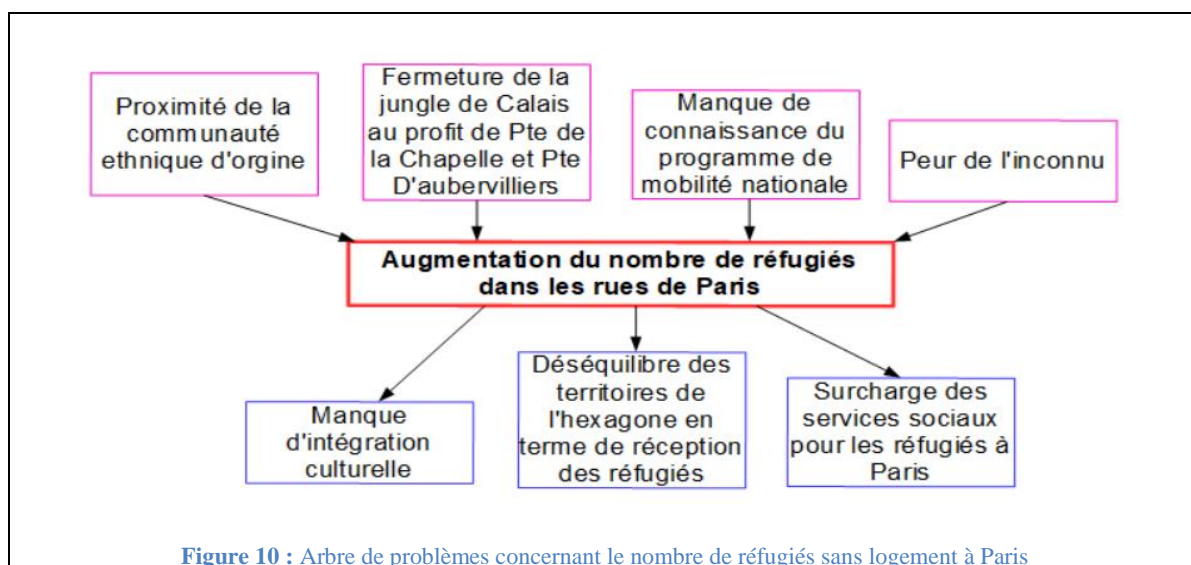 Proximité de la
communauté
ethnique d'orgine
Fermeture de la
jungle de Calais
au profit de Pte de
la Chapelle et Pte
D'aubervilliers
Manque de
connaissance du
programme de
mobilité nationale
Peur de l'inconnu
Augmentation du nombre de réfugiés
dans les rues de Paris
Manque
d'intégration
culturelle
Déséquilibre des
territoires de
l'hexagone en
terme de réception
des réfugiés
Surcharge des
services sociaux
pour les réfugiés à
Paris
Figure 10 : Arbre de problèmes concernant le nombre de réfugiés sans logement à Paris